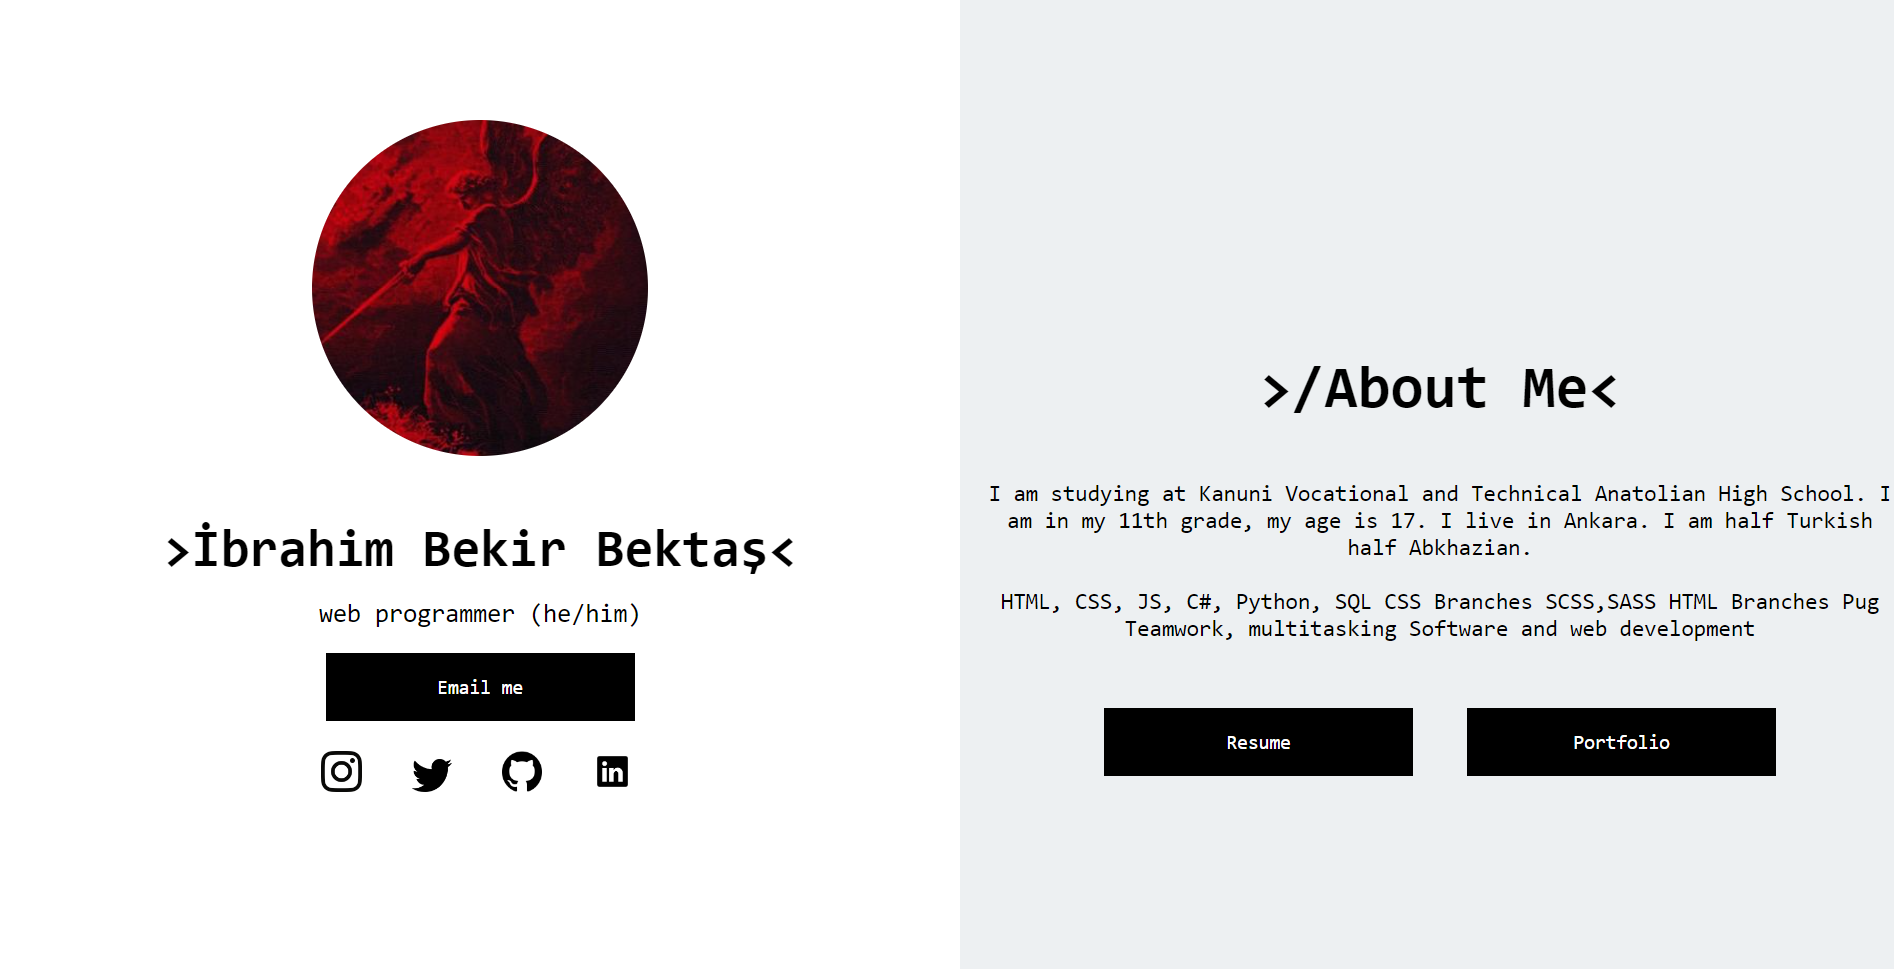 >İbrahim Bekir Bektaş<
web programmer (he/him)
Email me
in
>/About Me<
I am studying at Kanuni Vocational and Technical Anatolian High School. I
am in my 11th grade, my age is 17. I live in Ankara. I am half Turkish
half Abkhazian.
HTML, CSS, JS, C#, Python, SQL CSS Branches SCSS,SASS HTML Branches Pug
Teamwork, multitasking Software and web development
Resume
Portfolio